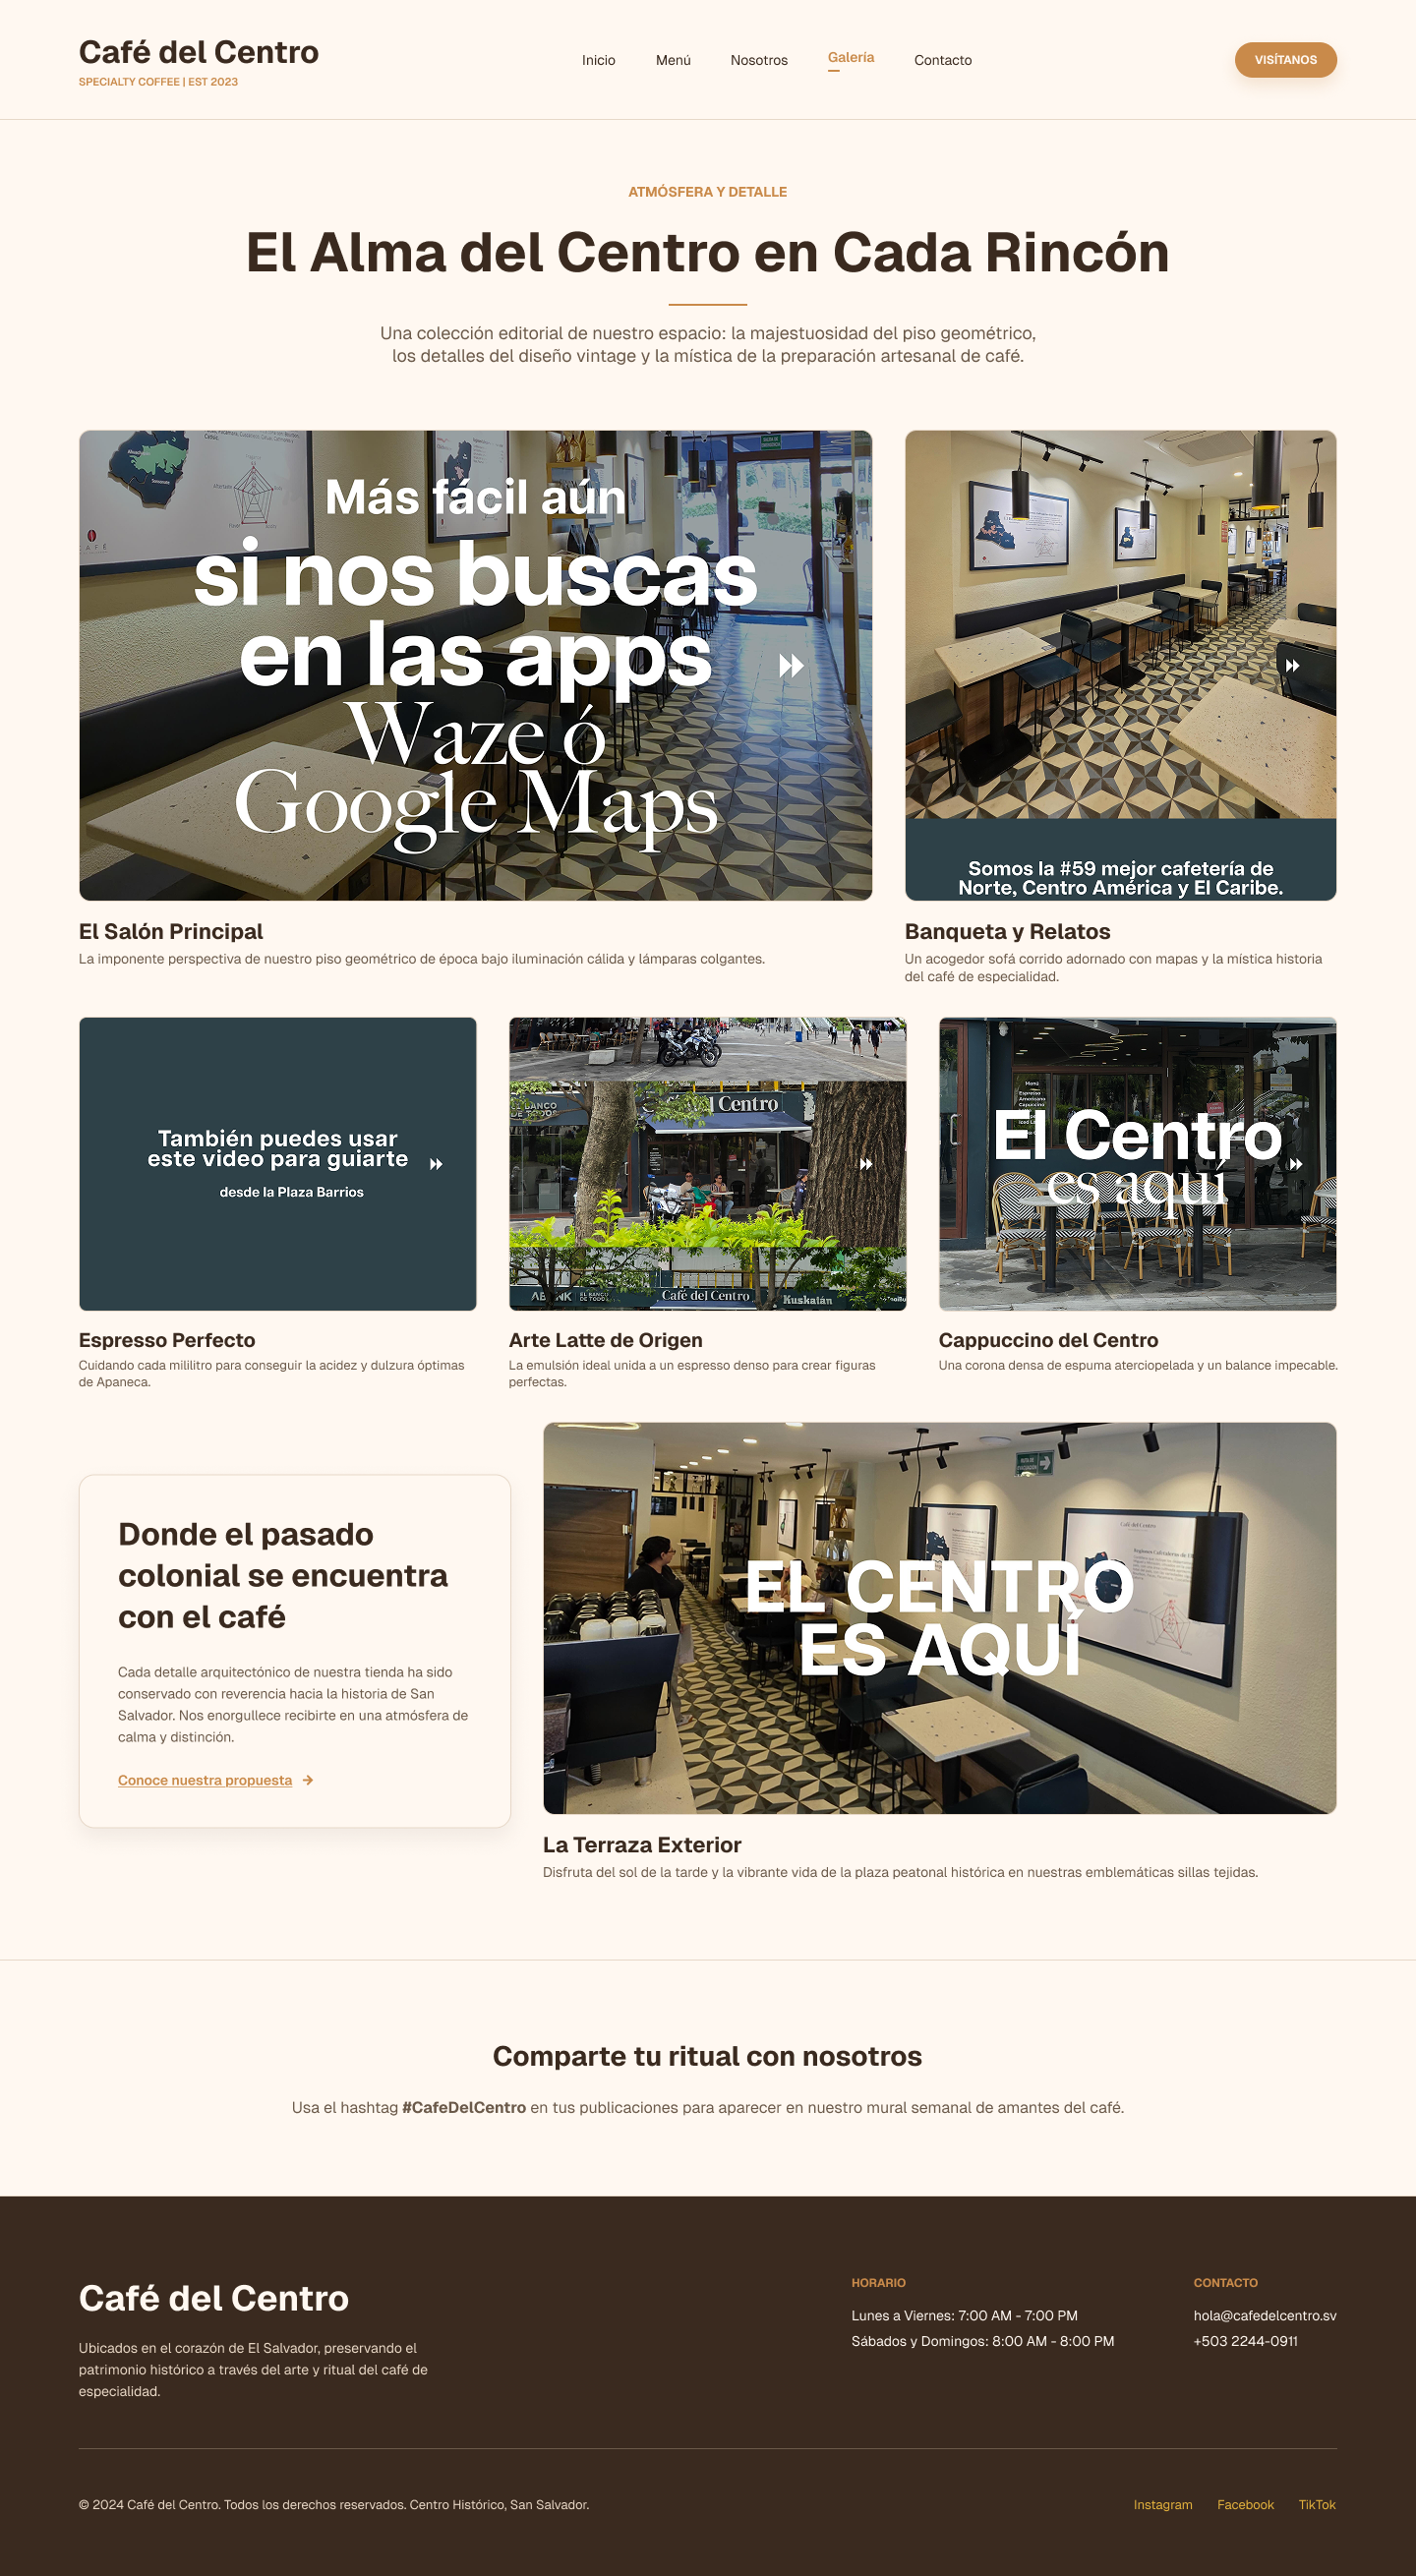 Café del Centro
SPECIALTY COFFEE | EST 2023
Inicio
Menú
Nosotros
Galería
Contacto
VISÍTANOS
ATMÓSFERA Y DETALLE
El Alma del Centro en Cada Rincón
Una colección editorial de nuestro espacio: la majestuosidad del piso geométrico,
los detalles del diseño vintage y la mística de la preparación artesanal de café.
Más fácil aún
si nos buscas
en las apps
Waze ó
Google Maps
Somos la #59 mejor cafetería de
Norte, Centro América y El Caribe.
El Salón Principal
La imponente perspectiva de nuestro piso geométrico de época bajo iluminación cálida y lámparas colgantes.
Banqueta y Relatos
Un acogedor sofá corrido adornado con mapas y la mística historia
del café de especialidad.
También puedes usar
este video para guiarte
desde la Plaza Barrios
del Centro
Café del Centro
Kuskatán
Menú
Espresso
Americano
Cappuccino
El Centro
es aquí
Espresso Perfecto
Cuidando cada mililitro para conseguir la acidez y dulzura óptimas
de Apaneca.
Arte Latte de Origen
La emulsión ideal unida a un espresso denso para crear figuras
perfectas.
Cappuccino del Centro
Una corona densa de espuma aterciopelada y un balance impecable.
Donde el pasado
colonial se encuentra
con el café
Cada detalle arquitectónico de nuestra tienda ha sido
conservado con reverencia hacia la historia de San
Salvador. Nos enorgullece recibirte en una atmósfera de
calma y distinción.
Conoce nuestra propuesta →
Café del Centro
EL CENTRO
ES AQUÍ
La Terraza Exterior
Disfruta del sol de la tarde y la vibrante vida de la plaza peatonal histórica en nuestras emblemáticas sillas tejidas.
Comparte tu ritual con nosotros
Usa el hashtag #CafeDelCentro en tus publicaciones para aparecer en nuestro mural semanal de amantes del café.
Café del Centro
Ubicados en el corazón de El Salvador, preservando el
patrimonio histórico a través del arte y ritual del café de
especialidad.
HORARIO
Lunes a Viernes: 7:00 AM - 7:00 PM
Sábados y Domingos: 8:00 AM - 8:00 PM
CONTACTO
hola@cafedelcentro.sv
+503 2244-0911
© 2024 Café del Centro. Todos los derechos reservados. Centro Histórico, San Salvador.
Instagram
Facebook
TikTok